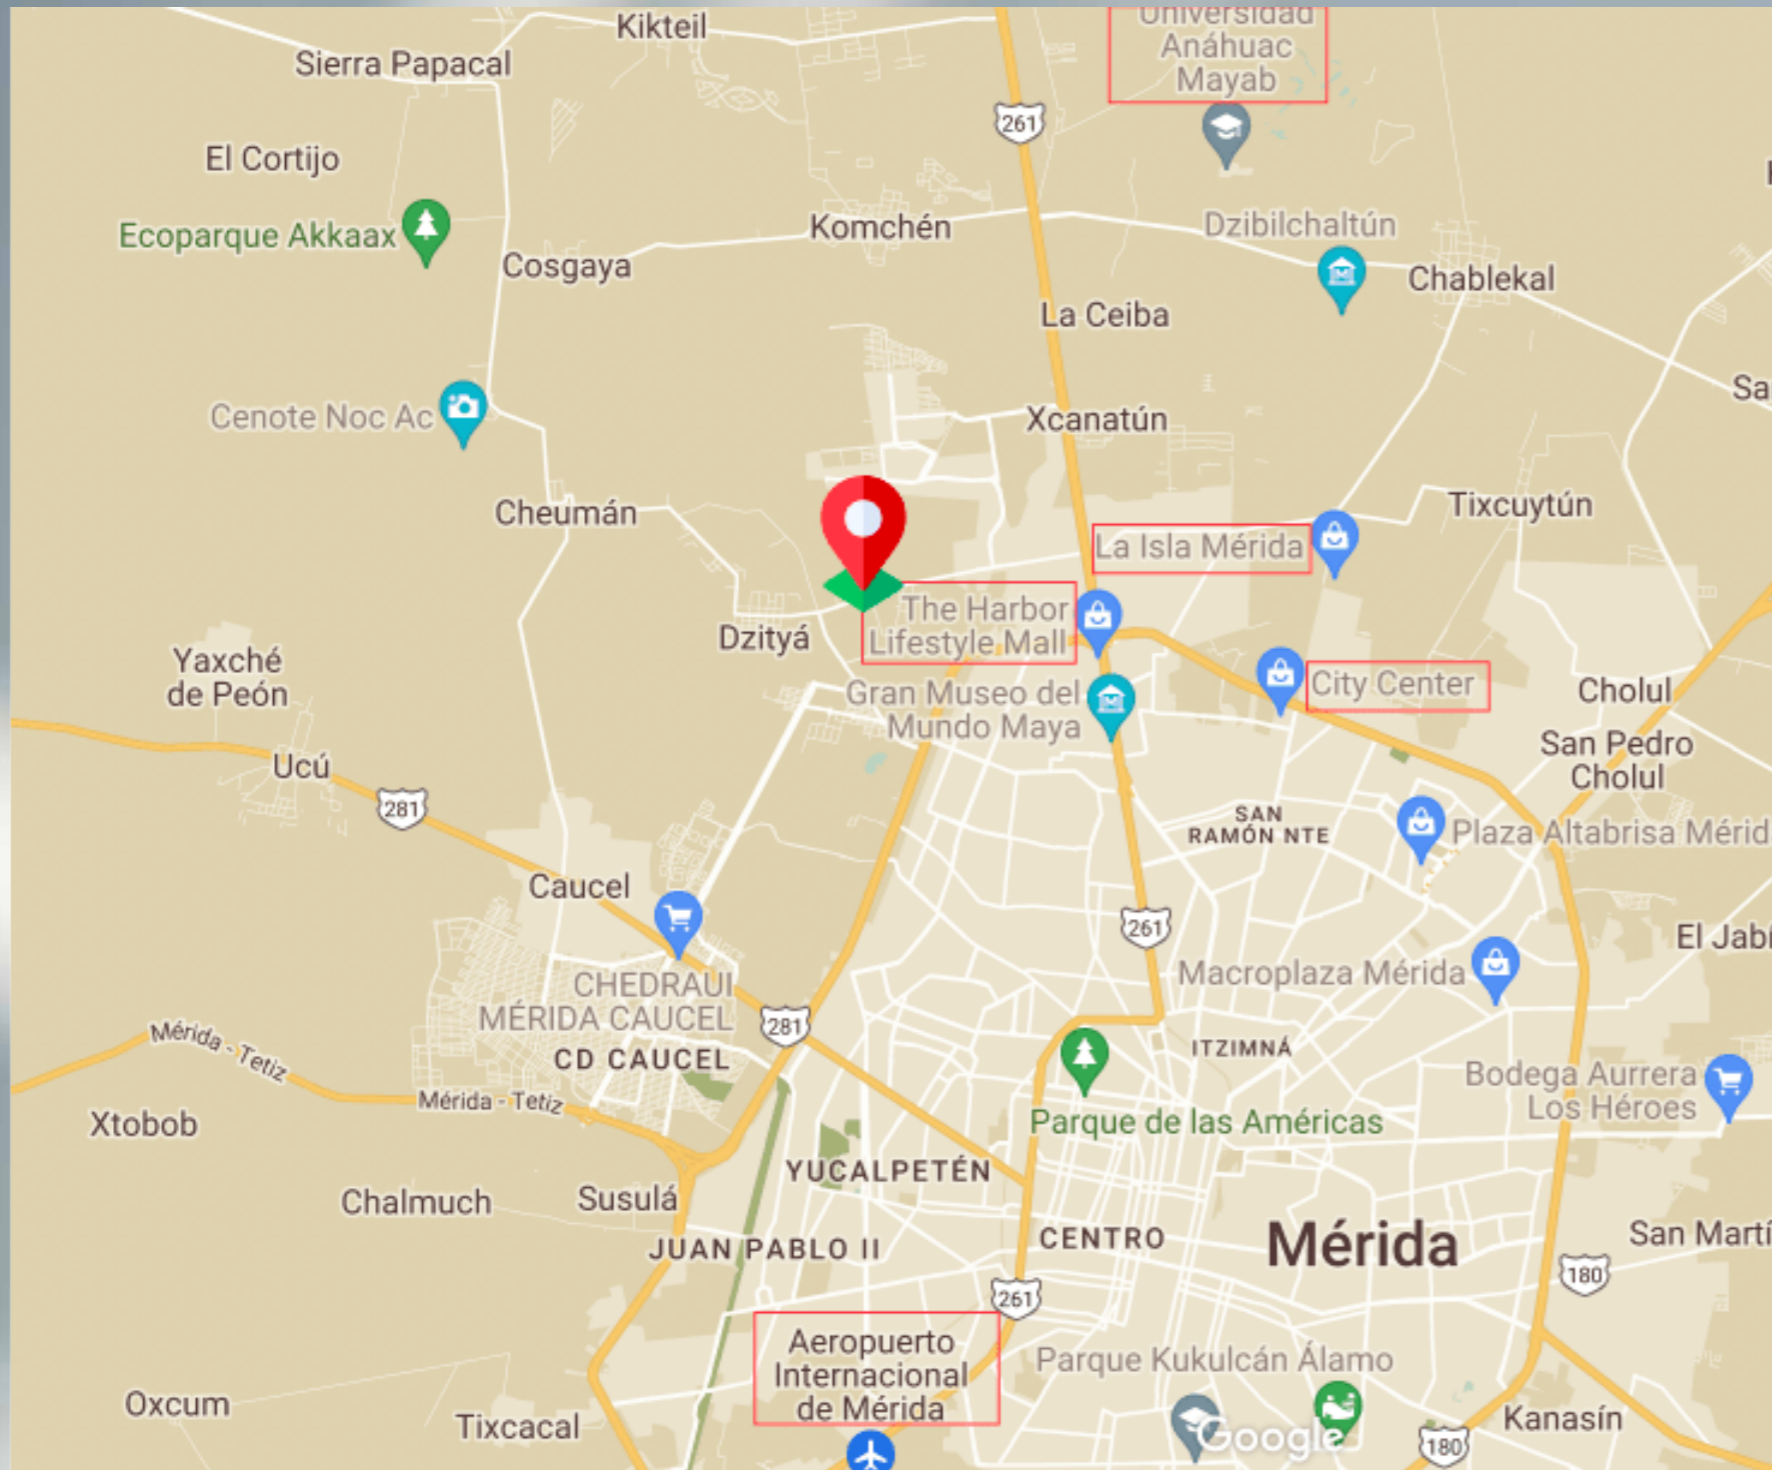 Universidad
Anáhuac
Mayab
Kikteil
Sierra Papacal
261
El Cortijo
Ecoparque Akkaax
Komchén
Dzibilchaltún
Cosgaya
Chablekal
La Ceiba
Sa
Cenote Noc Ac
Xcanatún
Cheumán
Tixcuytún
La Isla Mérida
The Harbor
Lifestyle Mall
Dzityá
Yaxché
de Peón
City Center
Cholul
Gran Museo del
Mundo Maya
San Pedro
Cholul
Ucú
281
SAN
RAMÓN NTE
Plaza Altabrisa Mérid
Caucel
261
El Jabí
Macroplaza Mérida
CHEDRAUI
MÉRIDA CAUCEL
281
CD CAUCEL
Mérida - Tetiz
ITZIMNÁ
Bodega Aurrera
Los Héroes
Mérida - Tetiz
Xtobob
Parque de las Américas
YUCALPETÉN
Chalmuch
Susulá
JUAN PABLO II
CENTRO
Mérida
San Martí
180
261
Aeropuerto
Internacional
de Mérida
Parque Kukulcán Álamo
Oxcum
Tixcacal
Kanasín
Google
180